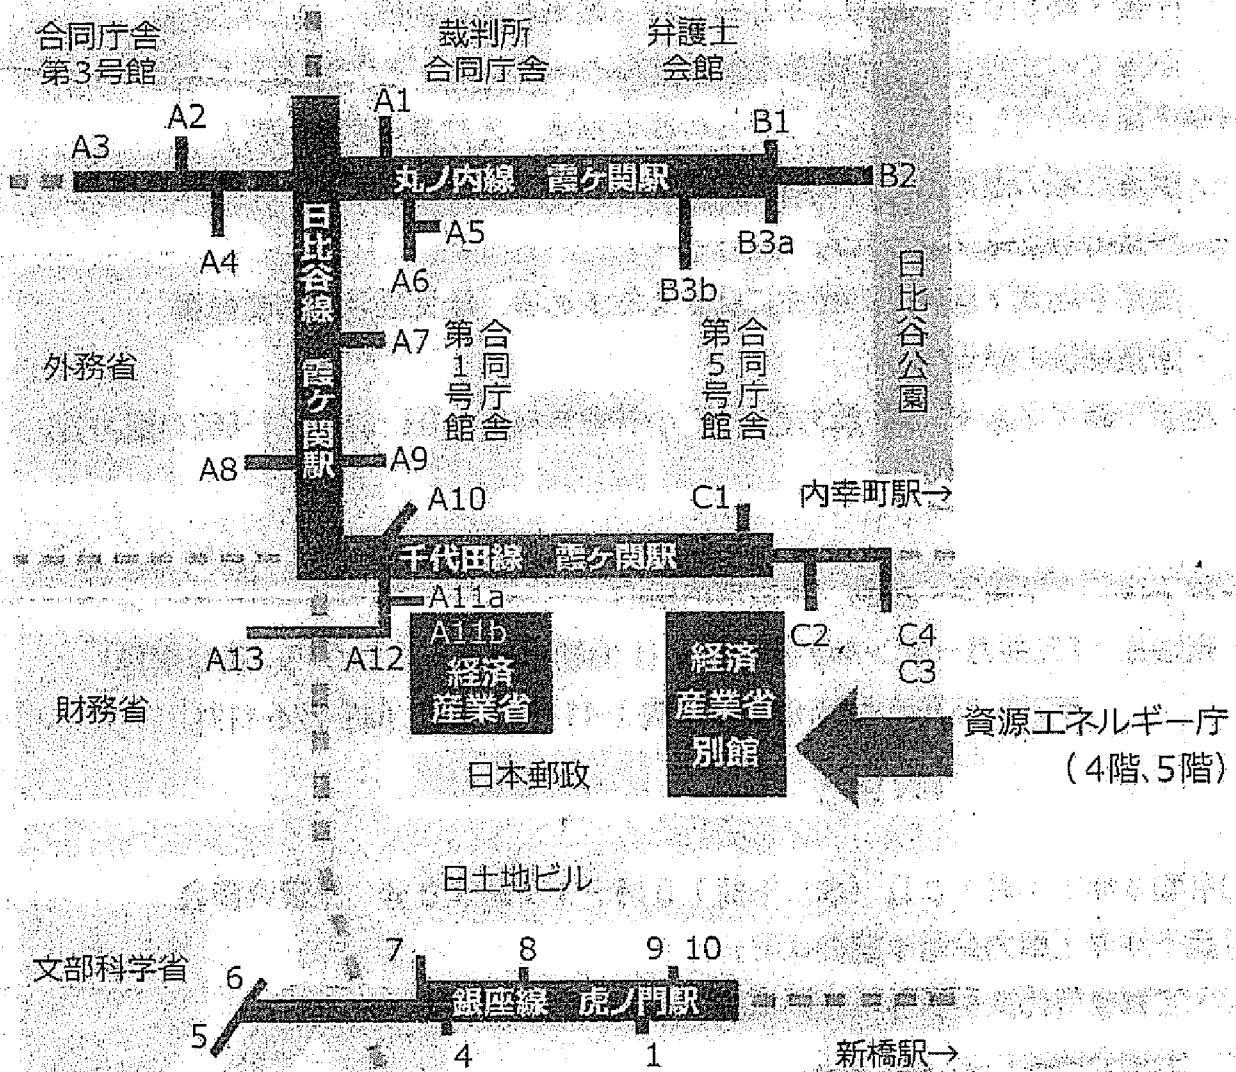 合同庁舎
第3号館
裁判所
合同庁舎
弁護士
会館
A1
A2
A3
B1
丸ノ内線 霞ヶ関駅
B2
A4
A5
A6
B3a
B3b
日比谷線 霞ヶ関駅
日比谷公園
外務省
A7
合同庁舎
第1号館
合同庁舎
第5号館
A8
A9
A10
C1
内幸町駅→
千代田線 霞ヶ関駅
A11a
A11b
A13
A12
C2
C4
C3
経済
産業省
経済
産業省
別館
財務省
資源エネルギー庁
(4階、5階)
日本郵政
日土地ビル
文部科学省
6
7
8
9
10
銀座線 虎ノ門駅
5
4
1
新橋駅→